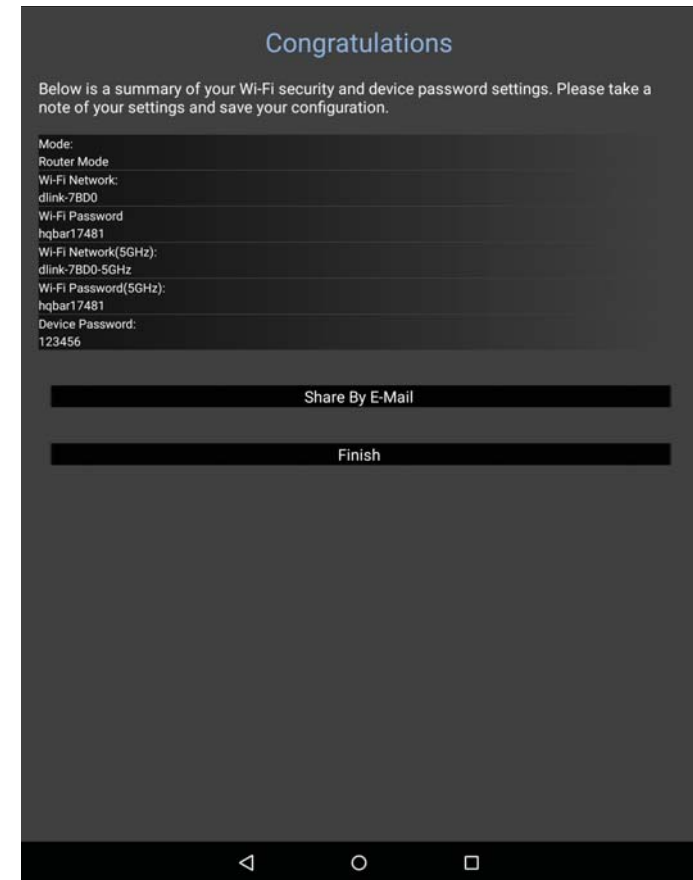 Congratulations
Below is a summary of your Wi-Fi security and device password settings. Please take a
note of your settings and save your configuration.
Mode:
Router Mode
Wi-Fi Network:
dlink-7BD0
Wi-Fi Password
hqbar17481
Wi-Fi Network(5GHz):
dlink-7BD0-5GHz
Wi-Fi Password(5GHz):
hqbar17481
Device Password:
123456
Share By E-Mail
Finish